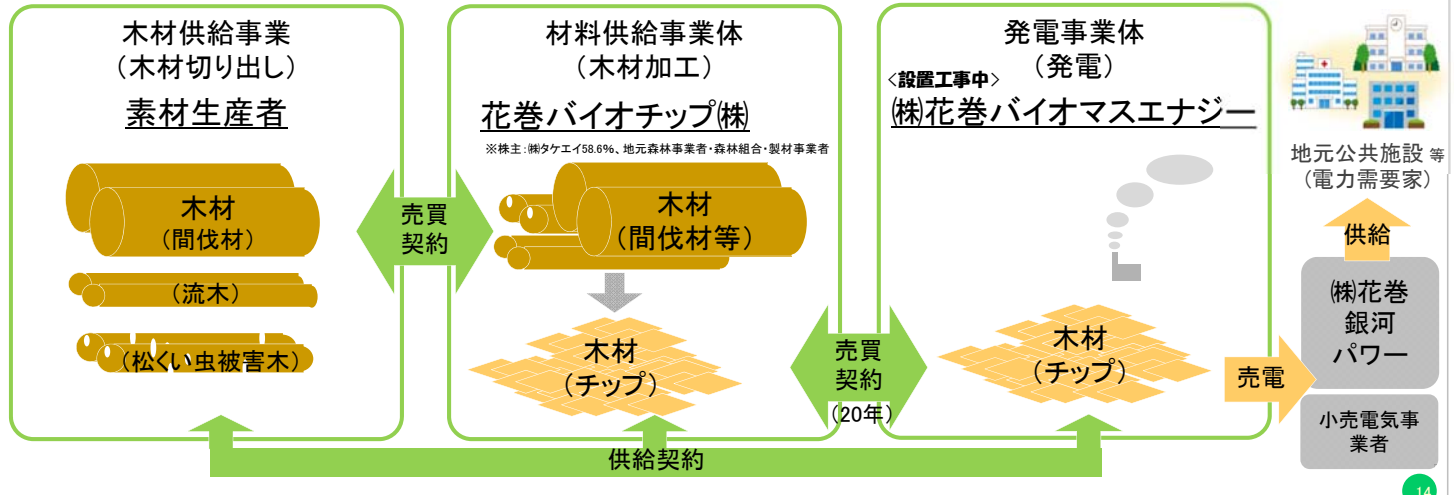 木材供給事業
(木材切り出し)
素材生産者
木材
(間伐材)
(流木)
(松くい虫被害木)
売買
契約
材料供給事業体
(木材加工)
花巻バイオチップ㈱
※株主:㈱タケエイ58.6%、地元森林事業者・森林組合・製材事業者
木材
(間伐材等)
木材
(チップ)
売買
契約
(20年)
発電事業体
(発電)
<設置工事中>
㈱花巻バイオマスエナジー
木材
(チップ)
売電
地元公共施設 等
(電力需要家)
供給
㈱花巻
銀河
パワー
小売電気事
業者
供給契約
14